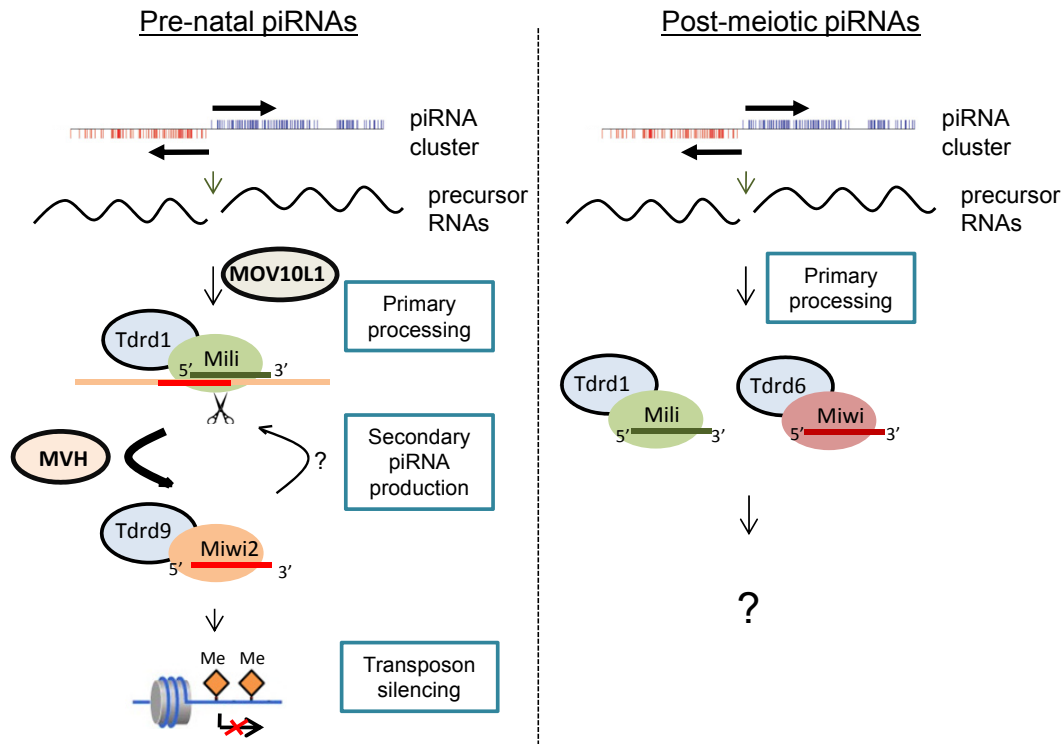 Pre-natal piRNAs
piRNA
cluster
precursor
RNAs
MOV10L1
Primary
processing
Tdrd1
Mili
5’
3’
MVH
?
Secondary
piRNA
production
Tdrd9
Miwi2
5’
3’
Me Me
Transposon
silencing
Post-meiotic piRNAs
piRNA
cluster
precursor
RNAs
Primary
processing
Tdrd1
Mili
5’
3’
Tdrd6
Miwi
5’
3’
?